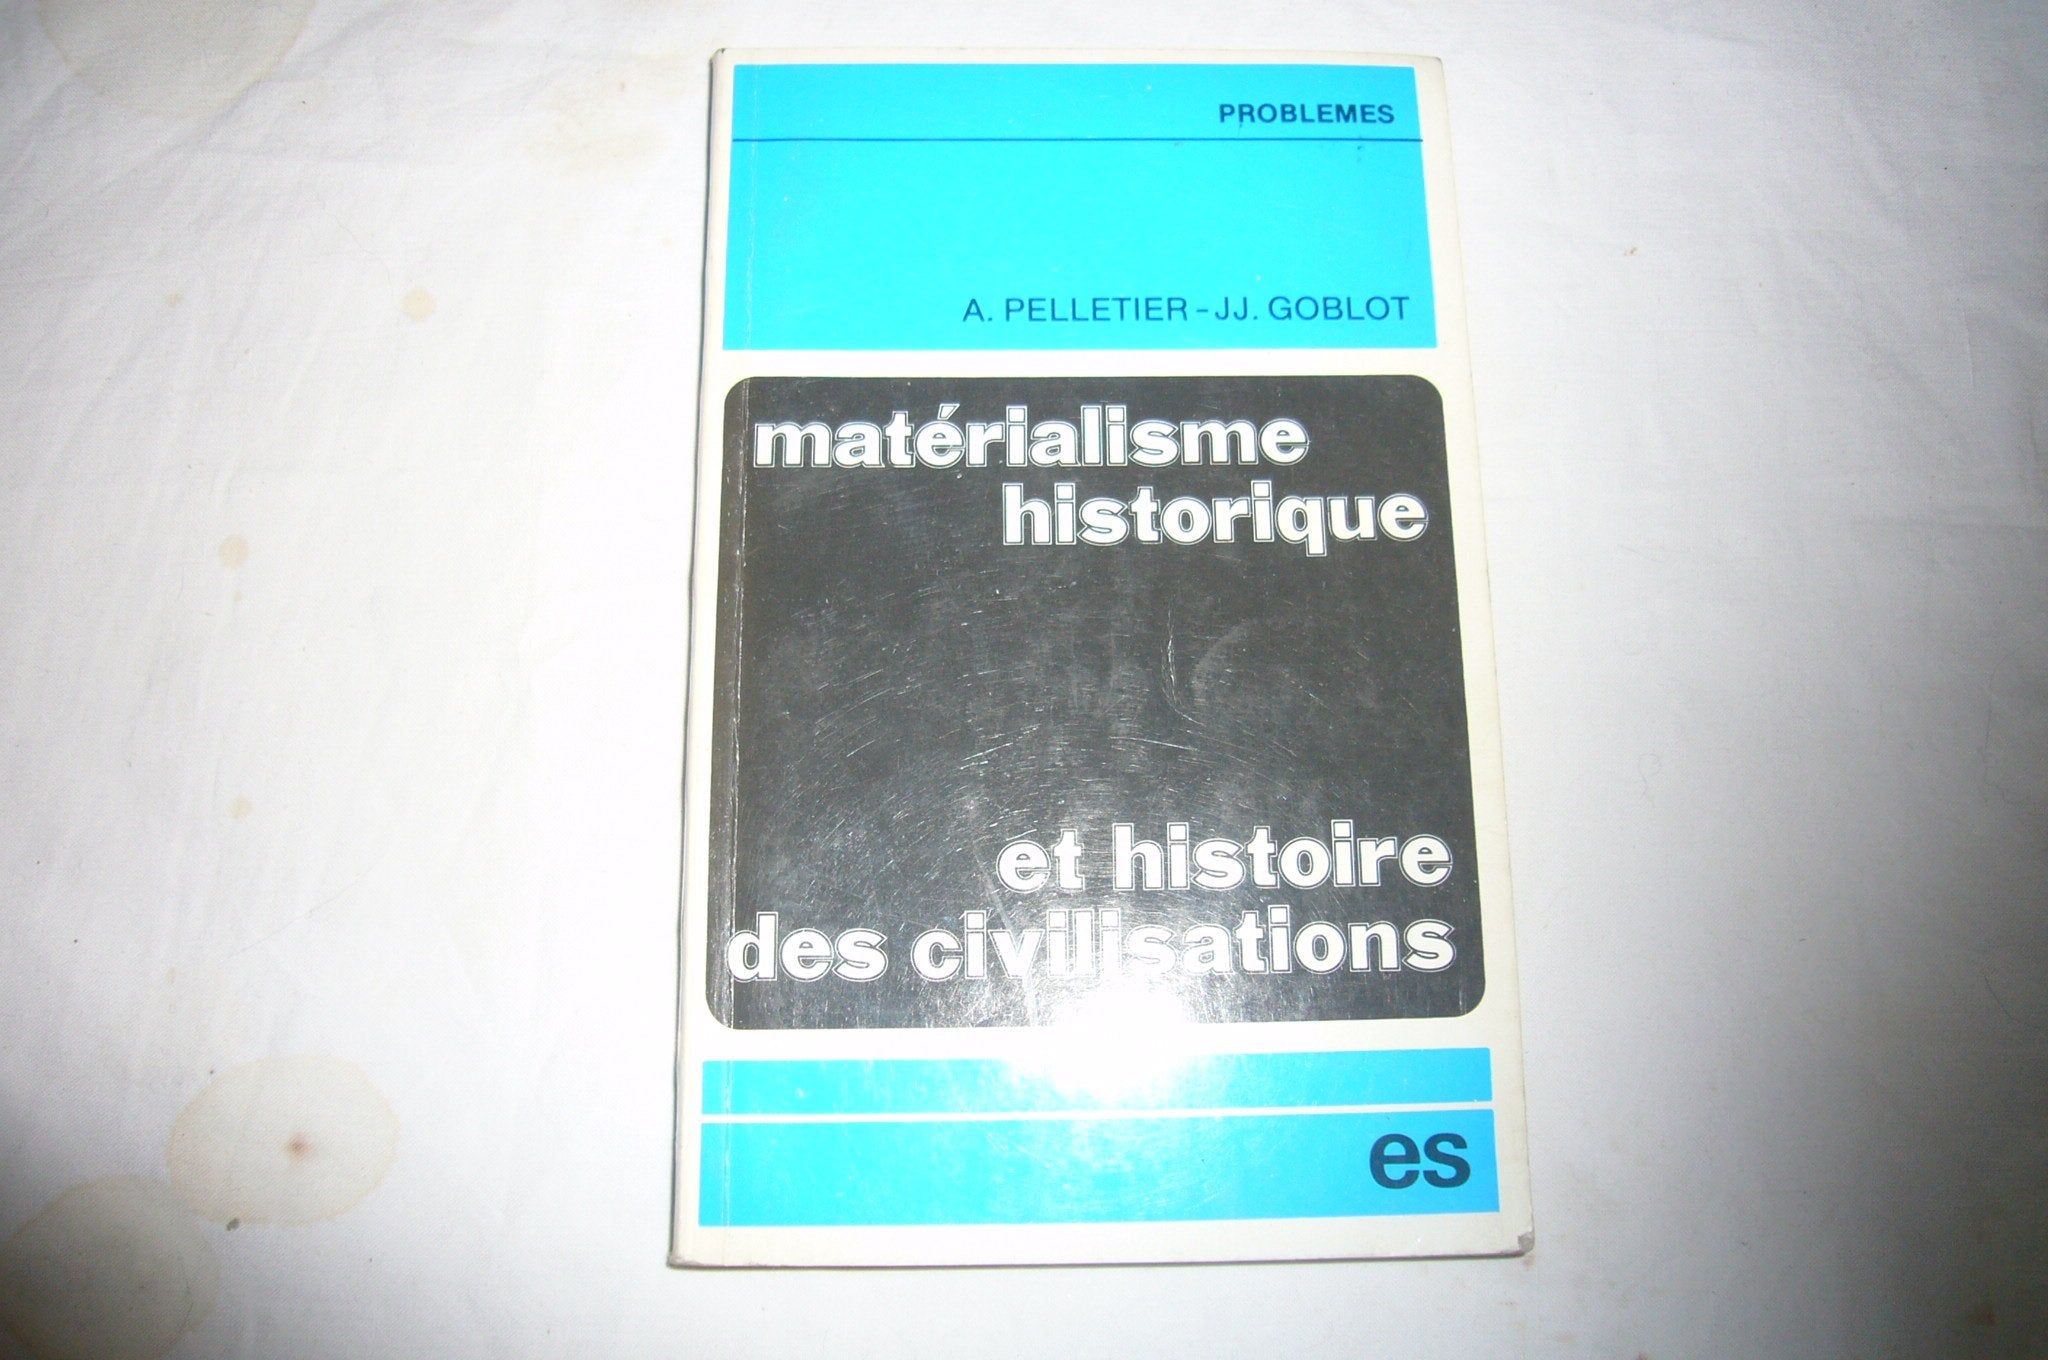 PROBLEMES
A. PELLETIER - JJ. GOBLOT
matérialisme
historique
et histoire
des civilisations
es